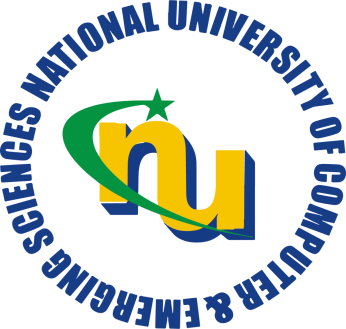 NATIONAL UNIVERSITY OF COMPUTER & EMERGING SCIENCES
nu